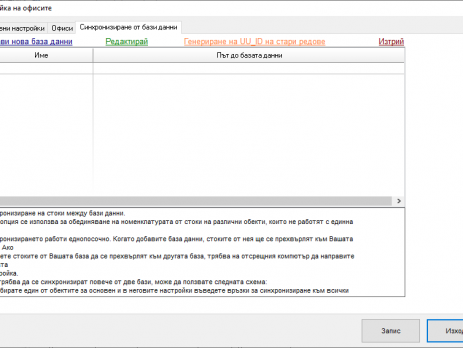 йка на офисите
ени настройки Офиси Синхронизиране от бази данни
ви нова база данни Редактирай Генериране на UU_ID на стари редове Изтрий
Име Път до базата данни
ронизиране на стоки между бази данни.
опция се използва за обединяване на номенклатурата от стоки на различни обекти, които не работят с единна
ронизирането работи еднопосочно. Когато добавите база данни, стоките от нея ще се прехвърлят към Вашата
Ако
ете стоките от Вашата база да се прехвърлят към другата база, трябва на отсрещния компютър да направите
та
ройка.
трябва да се синхронизират повече от две бази, може да ползвате следната схема:
бирате един от обектите за основен и в неговите настройки въведете връзки за синхронизиране към всички
Запис Изход